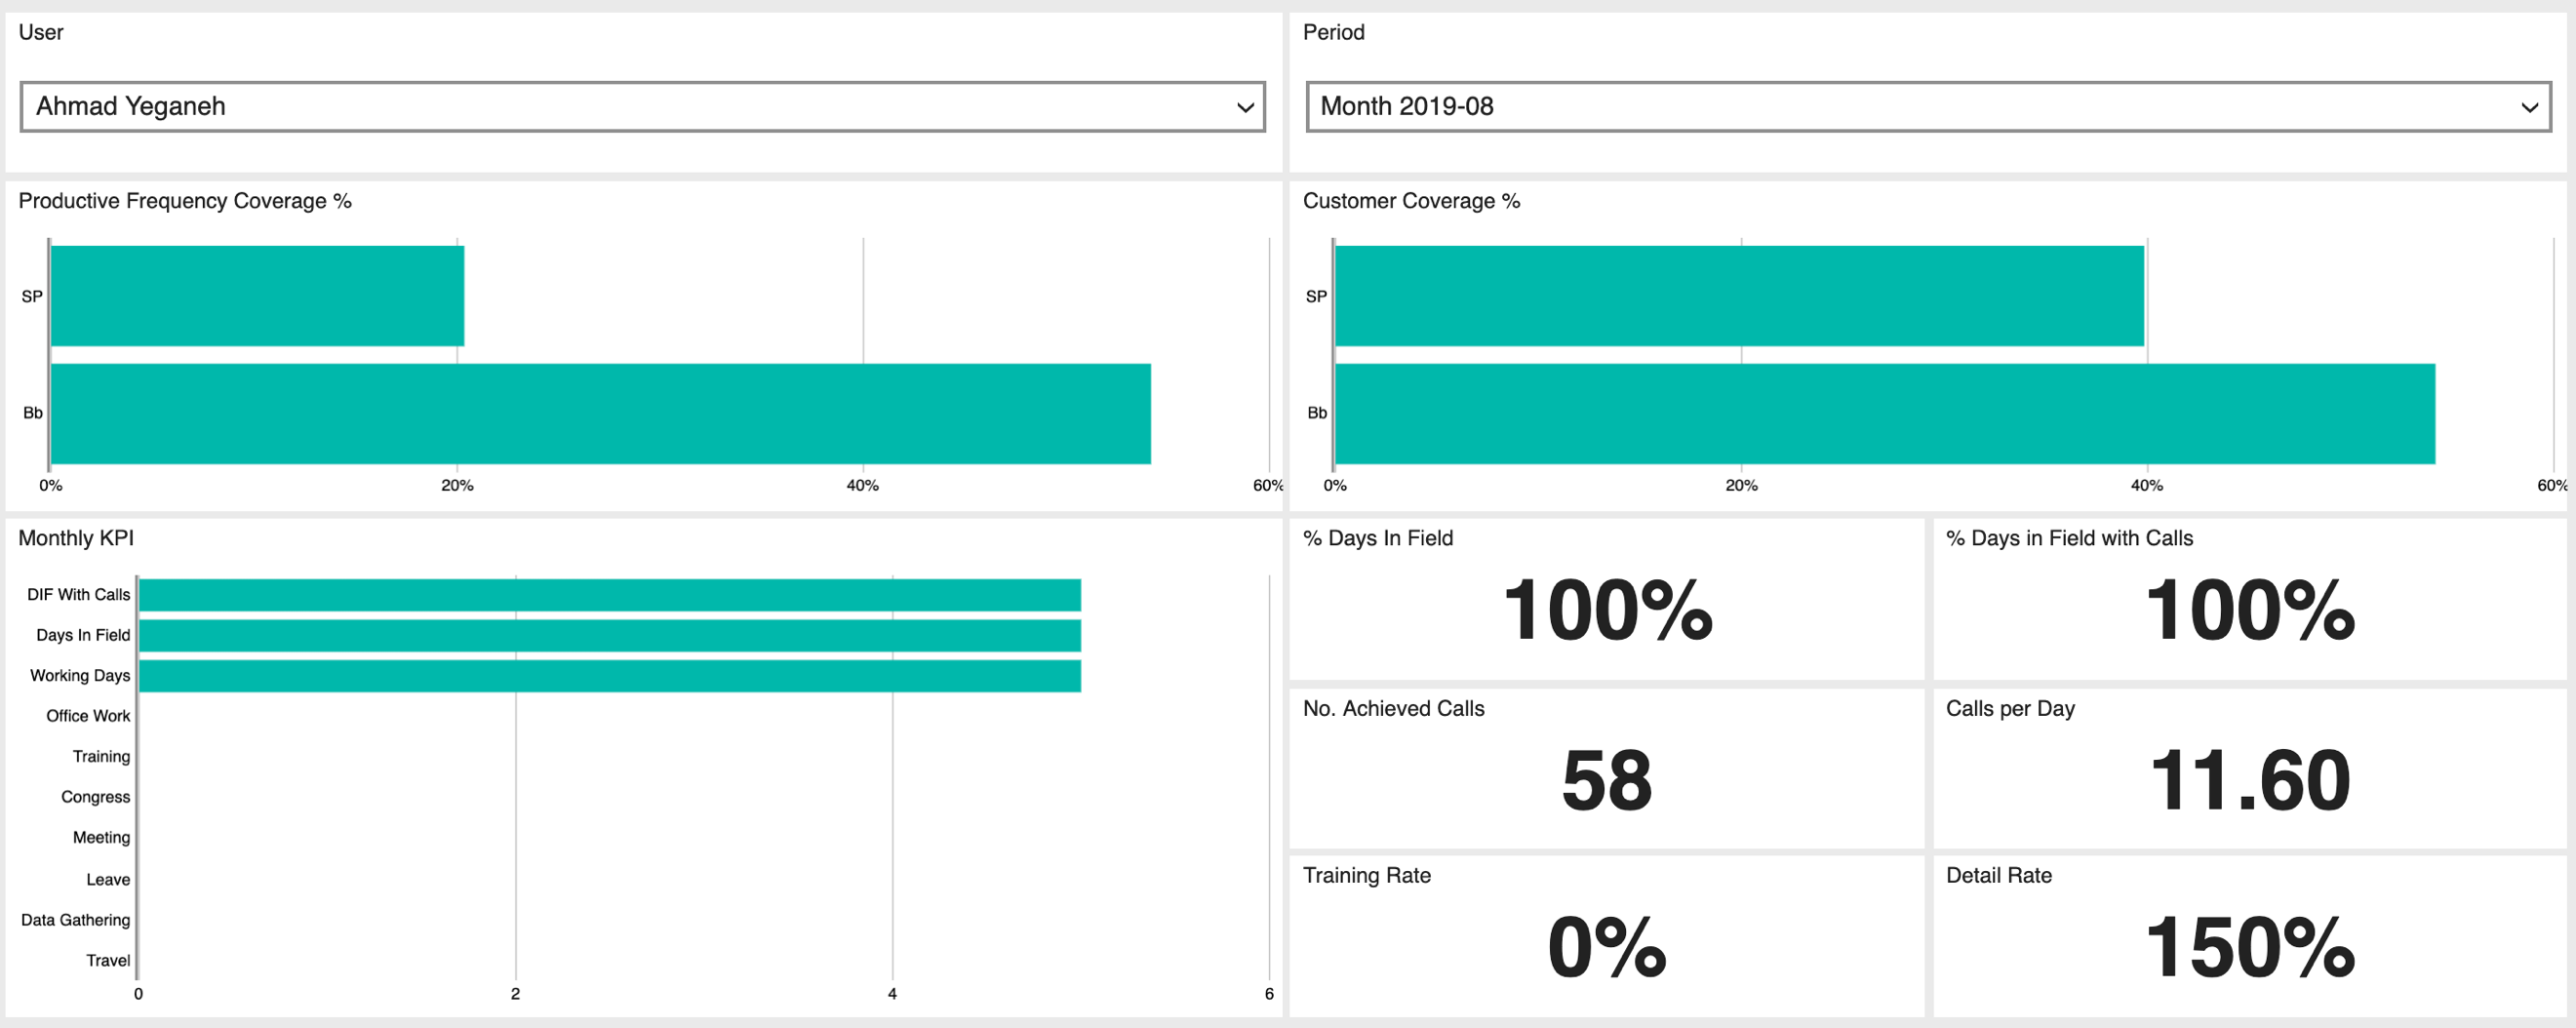 User
Ahmad Yeganeh
Period
Month 2019-08
Productive Frequency Coverage %
SP
Bb
0% 20% 40% 60%
Customer Coverage %
SP
Bb
0% 20% 40% 60%
Monthly KPI
DIF With Calls
Days In Field
Working Days
Office Work
Training
Congress
Meeting
Leave
Data Gathering
Travel
0 2 4 6
% Days In Field
100%
% Days in Field with Calls
100%
No. Achieved Calls
58
Calls per Day
11.60
Training Rate
0%
Detail Rate
150%